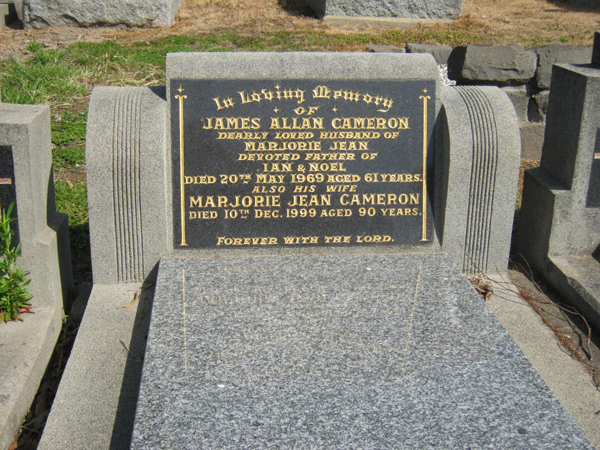 In Loving Memory
OF
JAMES ALLAN CAMERON
DEARLY LOVED HUSBAND OF
MARJORIE JEAN
DEVOTED FATHER OF
IAN & NOEL
DIED 20TH MAY 1969 AGED 61 YEARS.
ALSO HIS WIFE
MARJORIE JEAN CAMERON
DIED 10TH DEC. 1999 AGED 90 YEARS.
FOREVER WITH THE LORD.